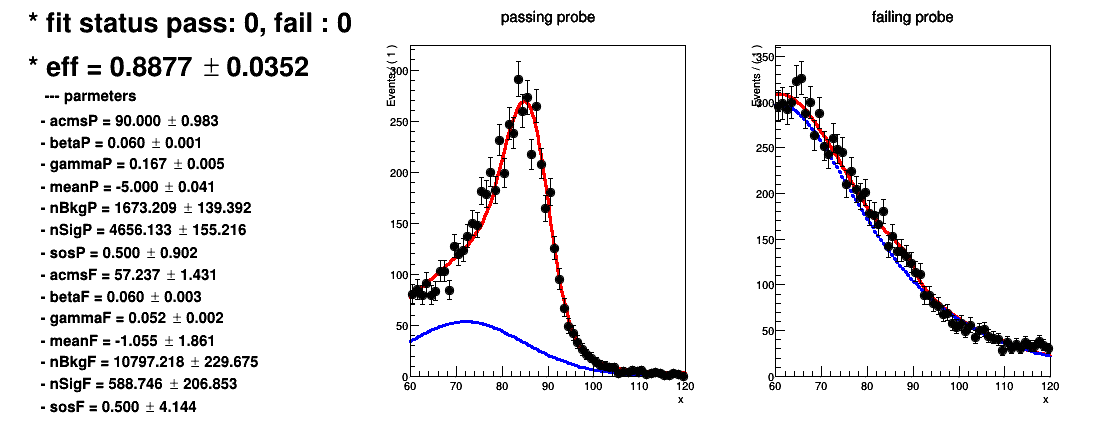 * fit status pass: 0, fail : 0
* eff = 0.8877 ± 0.0352
--- parmeters
- acmsP = 90.000 ± 0.983
- betaP = 0.060 ± 0.001
- gammaP = 0.167 ± 0.005
- meanP = -5.000 ± 0.041
- nBkgP = 1673.209 ± 139.392
- nSigP = 4656.133 ± 155.216
- sosP = 0.500 ± 0.902
- acmsF = 57.237 ± 1.431
- betaF = 0.060 ± 0.003
- gammaF = 0.052 ± 0.002
- meanF = -1.055 ± 1.861
- nBkgF = 10797.218 ± 229.675
- nSigF = 588.746 ± 206.853
- sosF = 0.500 ± 4.144
passing probe
Events / ( 1 )
300
250
200
150
100
50
0
60 70 80 90 100 110 120
x
failing probe
Events / ( 1 )
350
300
250
200
150
100
50
0
60 70 80 90 100 110 120
x